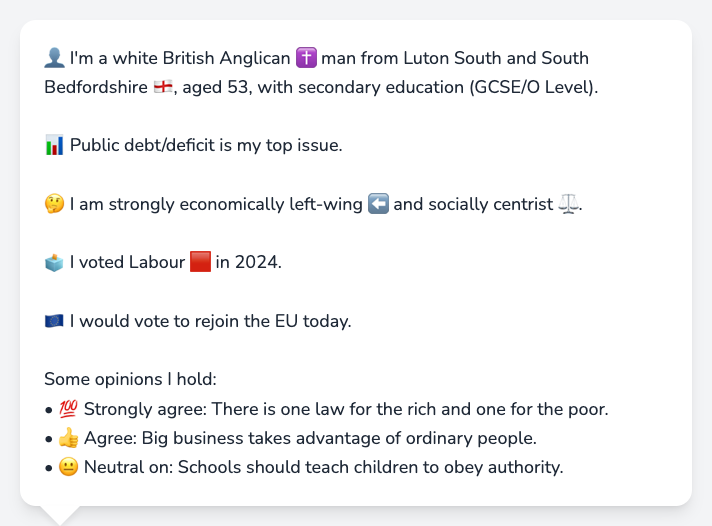 👤 I'm a white British Anglican ✝️ man from Luton South and South
Bedfordshire 🏴󠁧󠁢󠁥󠁮󠁧󠁿, aged 53, with secondary education (GCSE/O Level).
📊 Public debt/deficit is my top issue.
🤔 I am strongly economically left-wing ⬅️ and socially centrist ⚖️.
🗳️ I voted Labour 🟥 in 2024.
🇪🇺 I would vote to rejoin the EU today.
Some opinions I hold:
• 💯 Strongly agree: There is one law for the rich and one for the poor.
• 👍 Agree: Big business takes advantage of ordinary people.
• 😐 Neutral on: Schools should teach children to obey authority.